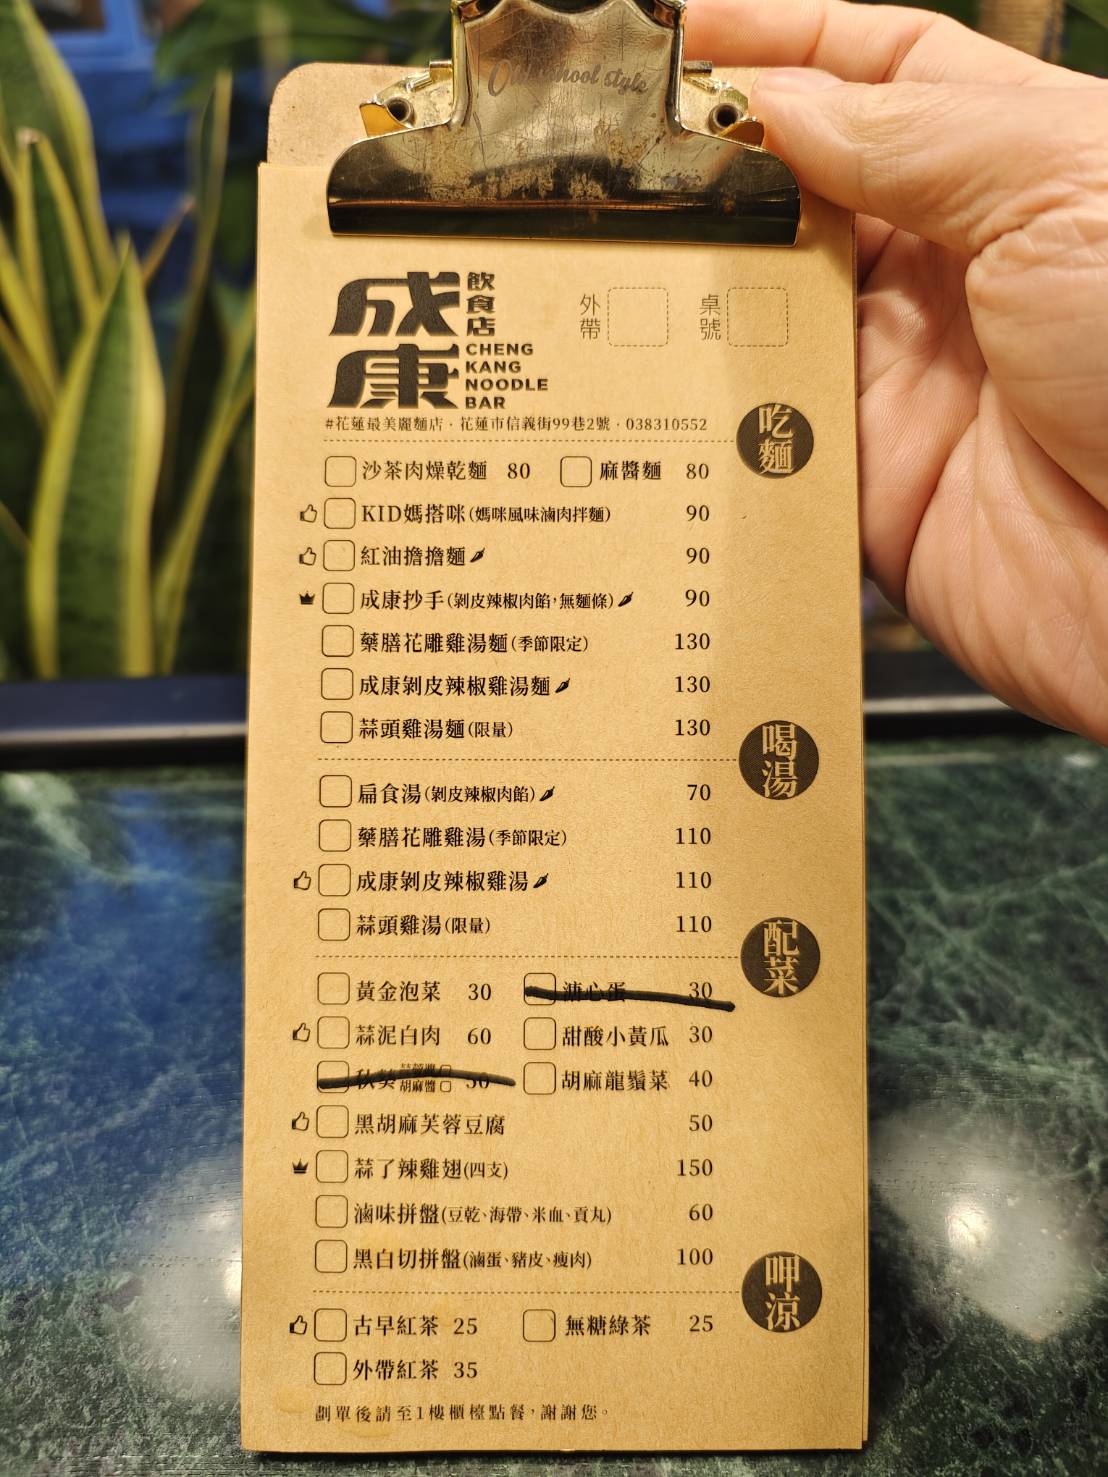 Old school style
成康
飲食店
CHENG
KANG
NOODLE
BAR
外帶
桌號
#花蓮最美麗麵店·花蓮市信義街99巷2號·038310552
吃麵
沙茶肉燥乾麵 80 麻醬麵 80
KID媽搭咪(媽咪風味滷肉拌麵) 90
紅油擔擔麵 90
成康抄手(剝皮辣椒肉餡,無麵條) 90
藥膳花雕雞湯麵(季節限定) 130
成康剝皮辣椒雞湯麵 130
蒜頭雞湯麵(限量) 130
喝湯
扁食湯(剝皮辣椒肉餡) 70
藥膳花雕雞湯(季節限定) 110
成康剝皮辣椒雞湯 110
蒜頭雞湯(限量) 110
配菜
黃金泡菜 30 溏心蛋 30
蒜泥白肉 60 甜酸小黃瓜 30
秋葵 胡麻醬 胡麻龍鬚菜 40
黑胡麻芙蓉豆腐 50
蒜了辣雞翅(四支) 150
滷味拼盤(豆乾、海帶、米血、貢丸) 60
黑白切拼盤(滷蛋、豬皮、瘦肉) 100
呷涼
古早紅茶 25 無糖綠茶 25
外帶紅茶 35
劃單後請至1樓櫃檯點餐,謝謝您。